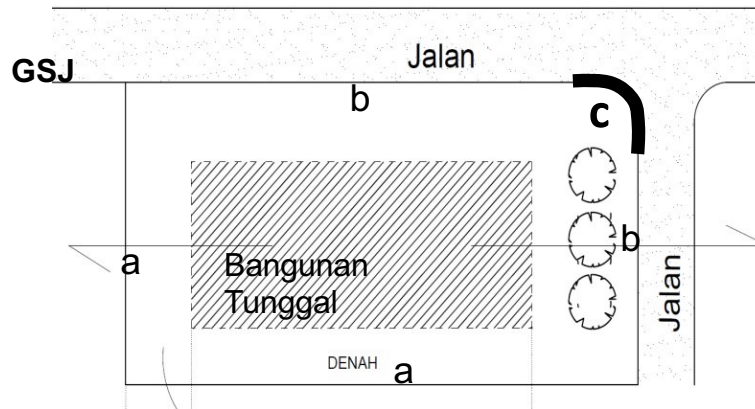 Jalan
GSJ
b
c
a
b
Bangunan
Tunggal
Jalan
DENAH
a